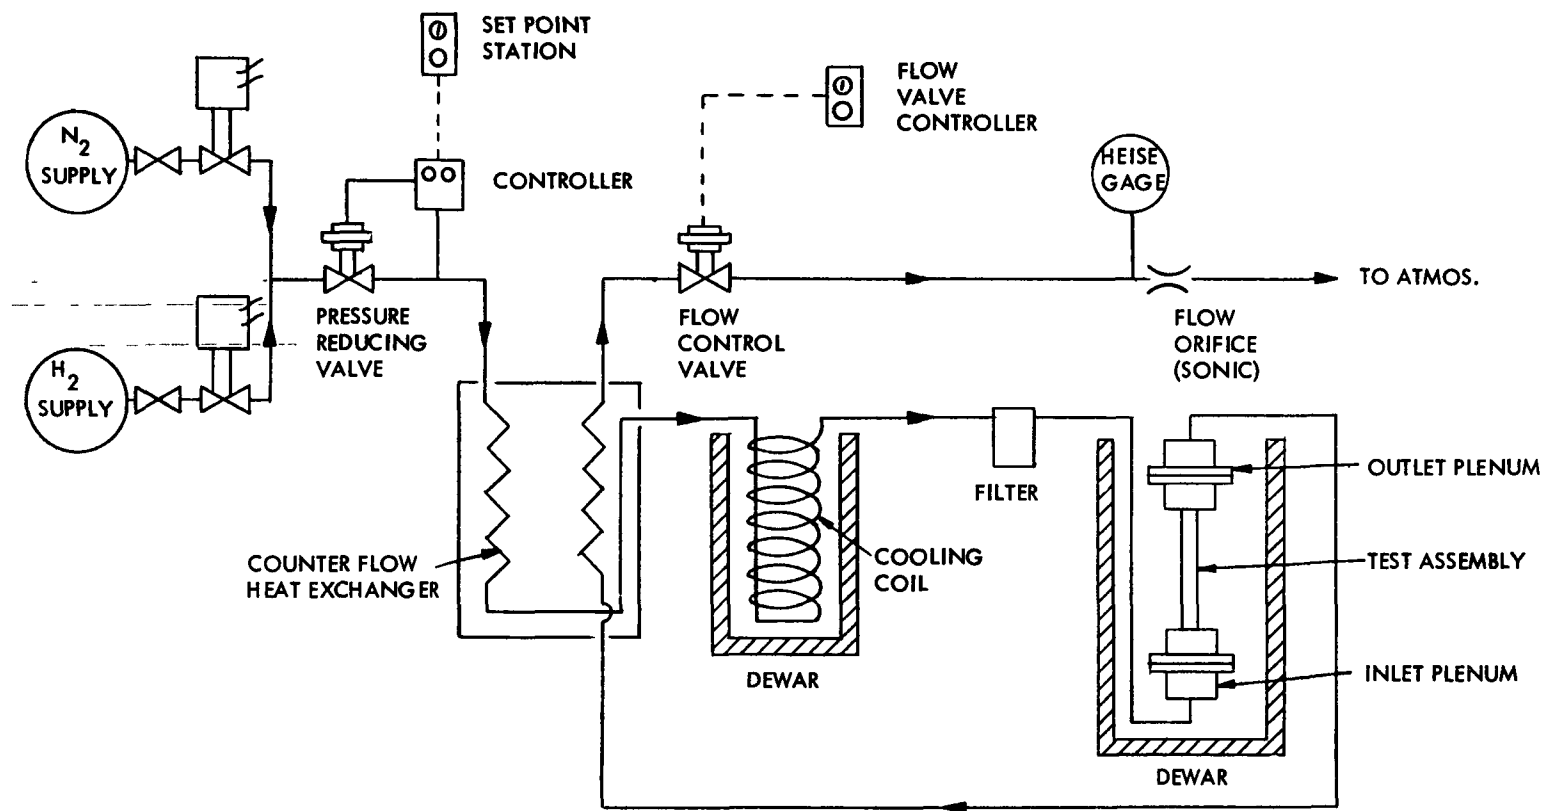 SET POINT
STATION
FLOW
VALVE
CONTROLLER
N2
SUPPLY
HEISE
GAGE
CONTROLLER
TO ATMOS.
PRESSURE
REDUCING
VALVE
FLOW
CONTROL
VALVE
FLOW
ORIFICE
(SONIC)
H2
SUPPLY
OUTLET PLENUM
FILTER
COUNTER FLOW
HEAT EXCHANGER
COOLING
COIL
TEST ASSEMBLY
DEWAR
INLET PLENUM
DEWAR